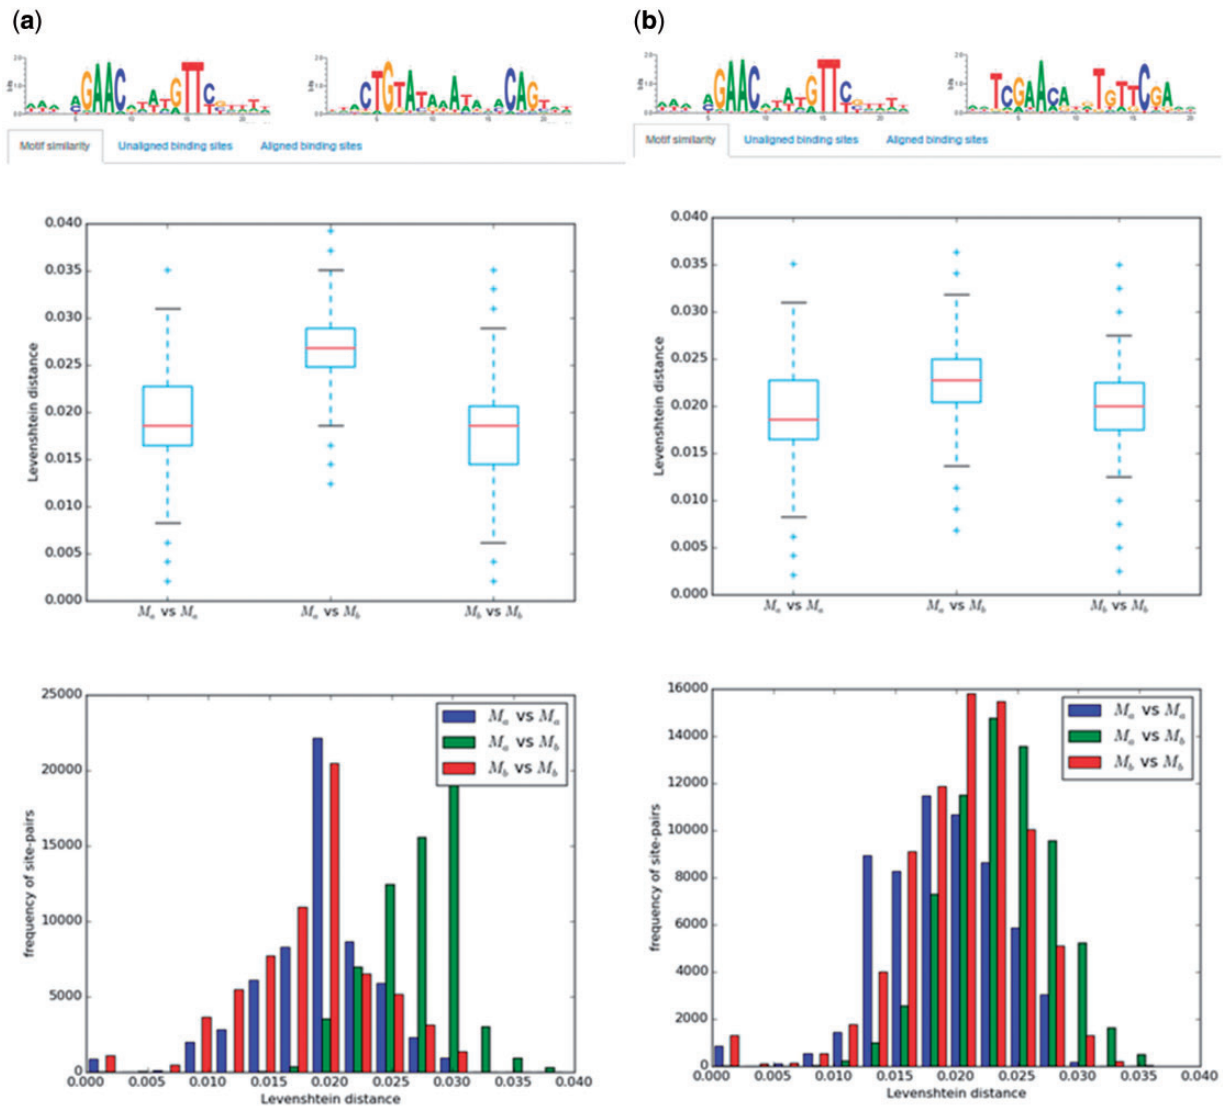 (a)
(b)
Motif similarity Unaligned binding sites Aligned binding sites
Motif similarity Unaligned binding sites Aligned binding sites
0.040
0.035
0.030
0.025
0.020
0.015
0.010
0.005
0.000
Levenshtein distance
Ma vs Ma Ma vs Mb Mb vs Mb
0.040
0.035
0.030
0.025
0.020
0.015
0.010
0.005
0.000
Levenshtein distance
Ma vs Ma Ma vs Mb Mb vs Mb
25000
20000
15000
10000
5000
0
frequency of site-pairs
Ma vs Ma
Ma vs Mb
Mb vs Mb
0.000 0.005 0.010 0.015 0.020 0.025 0.030 0.035 0.040
Levenshtein distance
16000
14000
12000
10000
8000
6000
4000
2000
0
frequency of site-pairs
Ma vs Ma
Ma vs Mb
Mb vs Mb
0.000 0.005 0.010 0.015 0.020 0.025 0.030 0.035 0.040
Levenshtein distance